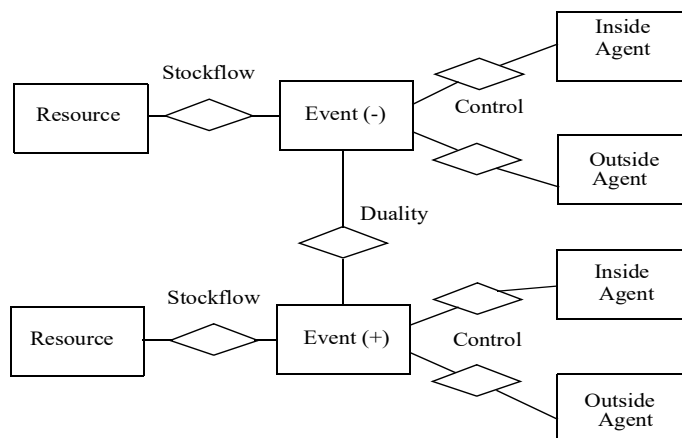 Inside
Agent
Stockflow
Resource
Event (-)
Control
Outside
Agent
Duality
Inside
Agent
Stockflow
Resource
Event (+)
Control
Outside
Agent